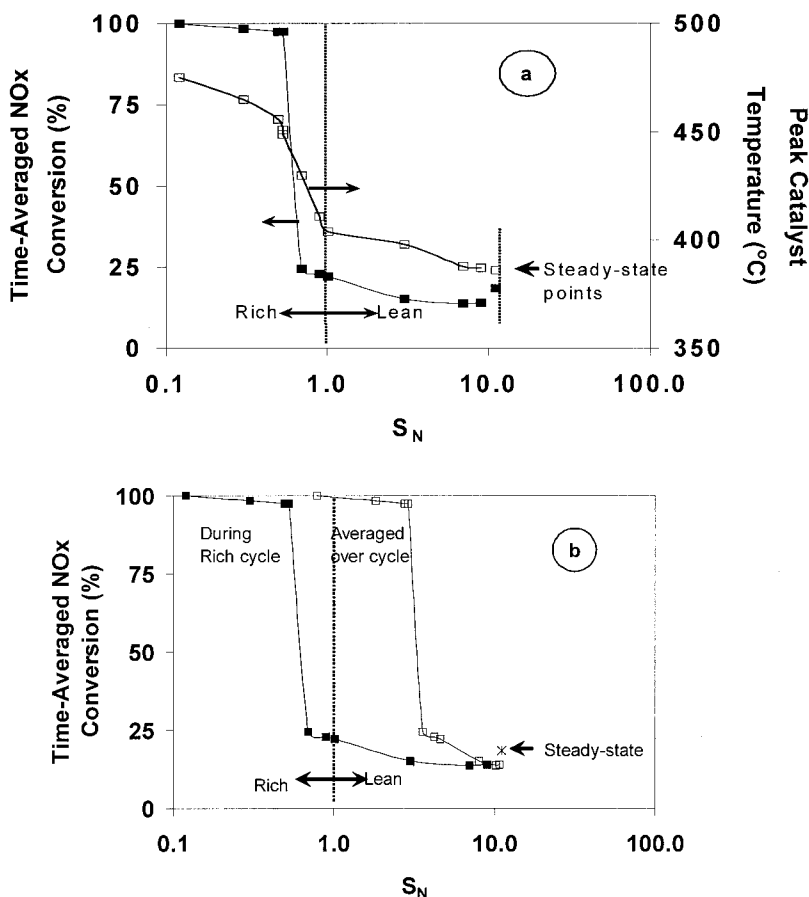 100
75
50
25
0
500
450
400
350
0.1
1.0
10.0
100.0
Time-Averaged NOx
Conversion (%)
Peak Catalyst
Temperature (°C)
a
Steady-state
points
Rich
Lean
S_N
100
75
50
25
0
0.1
1.0
10.0
100.0
Time-Averaged NOx
Conversion (%)
During
Rich cycle
Averaged
over cycle
b
Steady-state
Rich
Lean
S_N